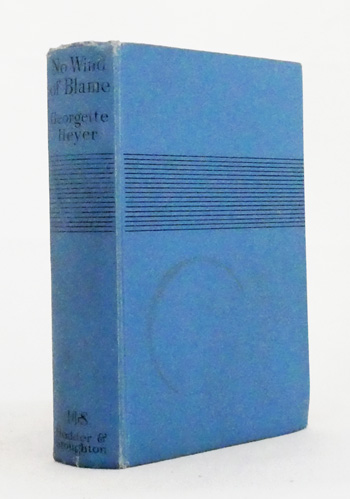 No Wind
of Blame
Georgette
Heyer
Hodder &
Stoughton